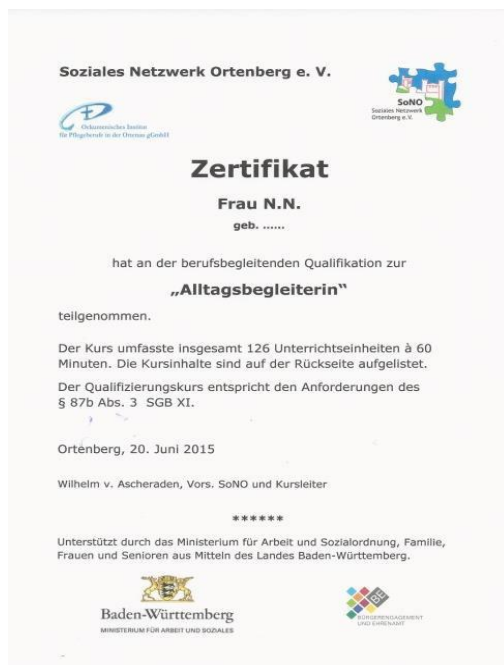 Soziales Netzwerk Ortenberg e. V.
SoNO
Soziales Netzwerk
Ortenberg e.V.
Ökumenisches Institut
für Pflegeberufe in der Ortenau gGmbH
Zertifikat
Frau N.N.
geb. ......
hat an der berufsbegleitenden Qualifikation zur
„Alltagsbegleiterin“
teilgenommen.
Der Kurs umfasste insgesamt 126 Unterrichtseinheiten à 60
Minuten. Die Kursinhalte sind auf der Rückseite aufgelistet.
Der Qualifizierungskurs entspricht den Anforderungen des
§ 87b Abs. 3 SGB XI.
Ortenberg, 20. Juni 2015
Wilhelm v. Ascheraden, Vors. SoNO und Kursleiter
******
Unterstützt durch das Ministerium für Arbeit und Sozialordnung, Familie,
Frauen und Senioren aus Mitteln des Landes Baden-Württemberg.
Baden-Württemberg
MINISTERIUM FÜR ARBEIT UND SOZIALES
BE
BÜRGERENGAGEMENT
UND EHRENAMT